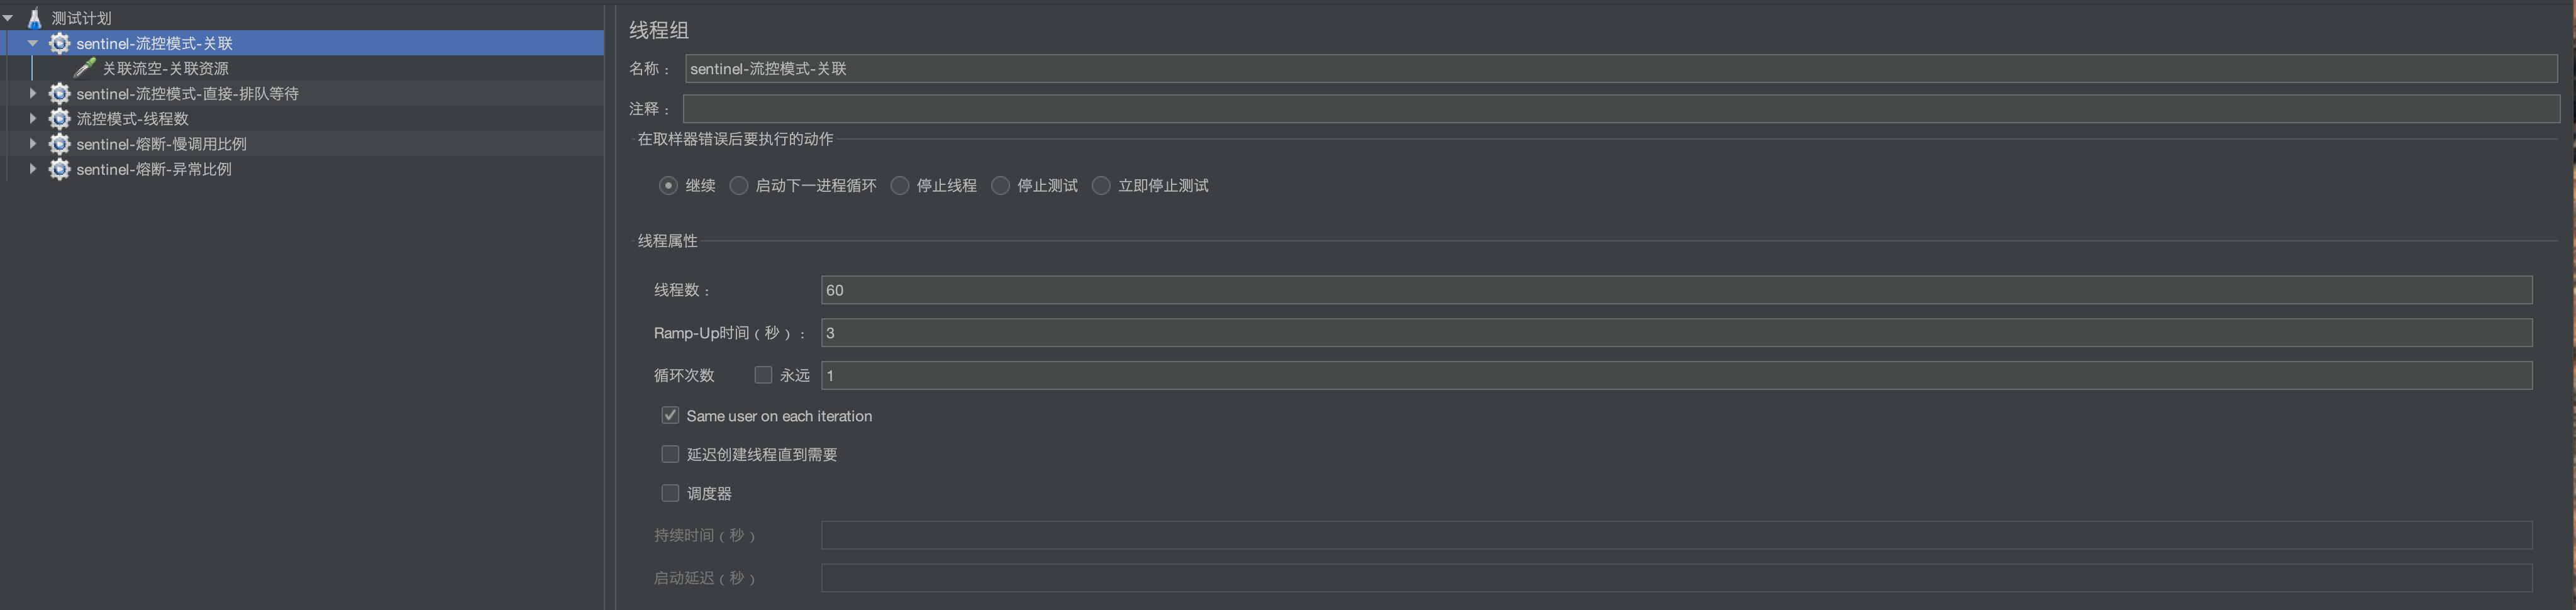 测试计划
sentinel-流控模式-关联
关联流空-关联资源
sentinel-流控模式-直接-排队等待
流控模式-线程数
sentinel-熔断-慢调用比例
sentinel-熔断-异常比例
线程组
名称： sentinel-流控模式-关联
注释：
在取样器错误后要执行的动作
继续 启动下一进程循环 停止线程 停止测试 立即停止测试
线程属性
线程数： 60
Ramp-Up时间（秒）： 3
循环次数 永远 1
Same user on each iteration
延迟创建线程直到需要
调度器
持续时间（秒）
启动延迟（秒）